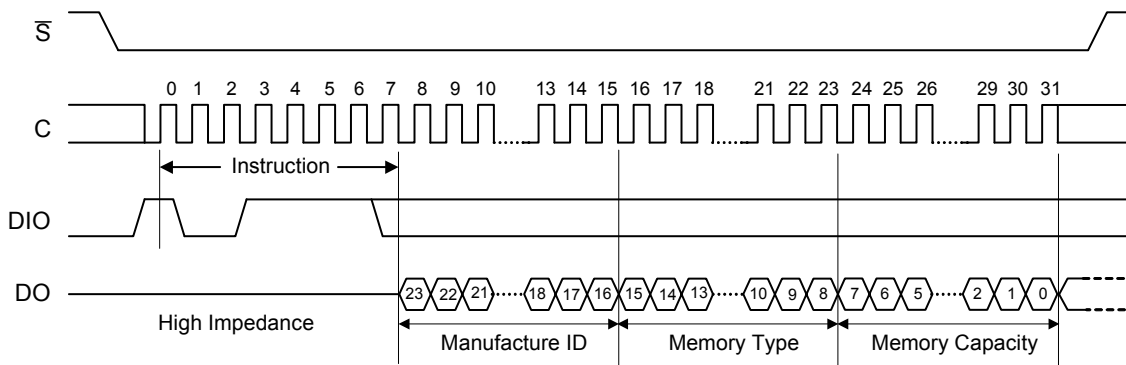 S
0 1 2 3 4 5 6 7 8 9 10 13 14 15 16 17 18 21 22 23 24 25 26 29 30 31
C
Instruction
DIO
DO
23 22 21 18 17 16 15 14 13 10 9 8 7 6 5 2 1 0
High Impedance
Manufacture ID
Memory Type
Memory Capacity